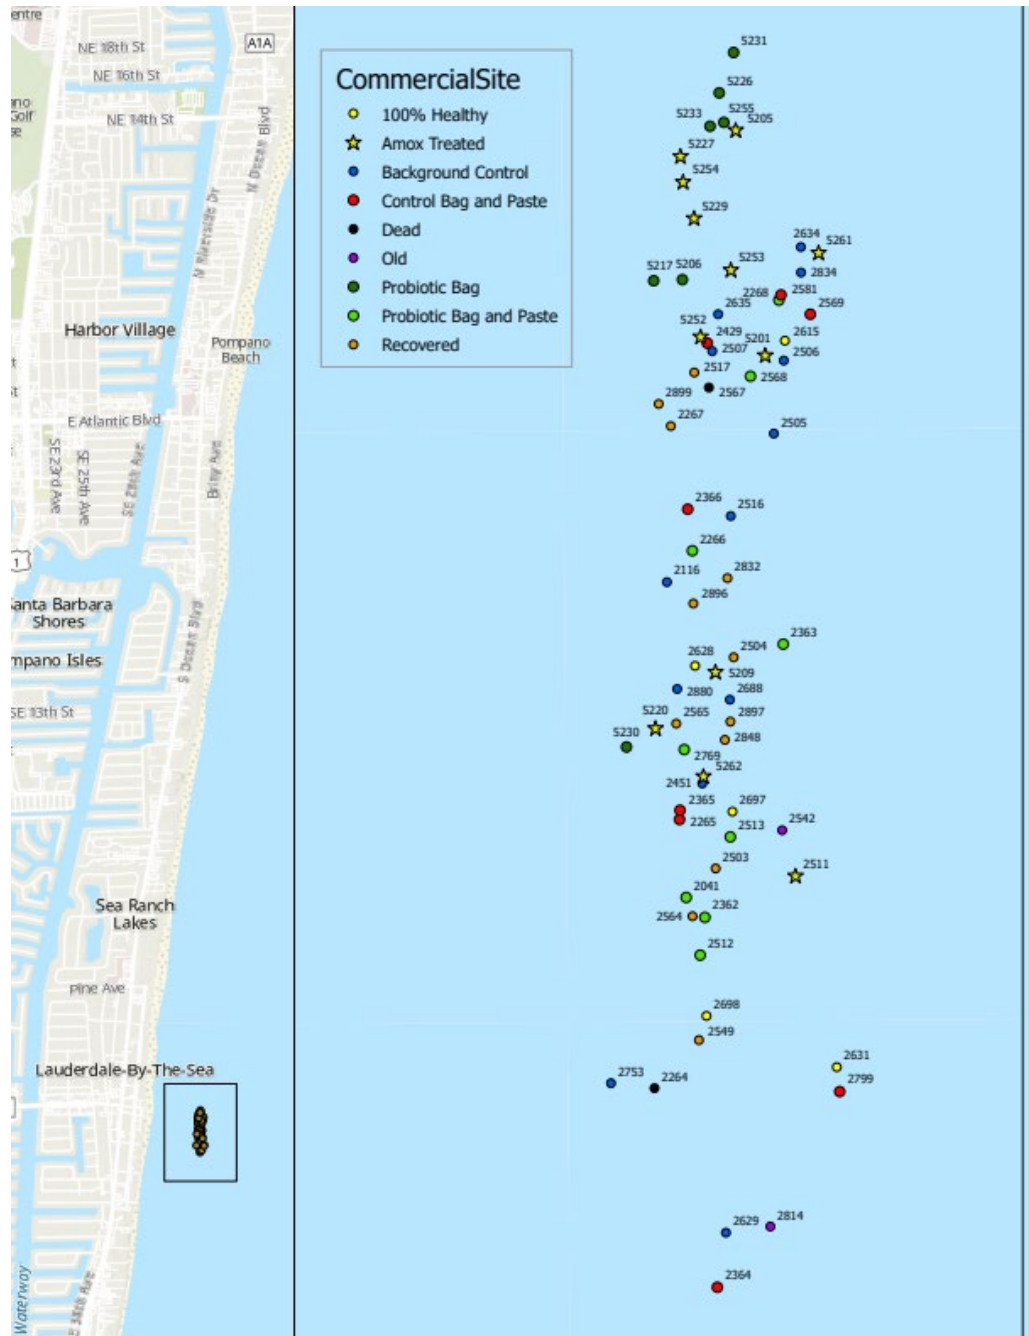 entre
NE 18th St
A1A
NE 16th St
NE 14th St
Golf
N Ocean Blvd
N Riverside Dr
Harbor Village
Pompano
Beach
E Atlantic Blvd
SE 23rd Ave
SE 25th Ave
SE 28th Ave
Briny Ave
1
anta Barbara
Shores
S Ocean Blvd
mpano Isles
SE 13th St
Sea Ranch
Lakes
Pine Ave
Lauderdale-By-The-Sea
Waterway
CommercialSite
100% Healthy
Amox Treated
Background Control
Control Bag and Paste
Dead
Old
Probiotic Bag
Probiotic Bag and Paste
Recovered
5231
5226
5255
5233
5205
5227
5254
5229
2634
5261
5253
2834
5217
5206
2268
2581
2635
2569
5252
2429
5201
2615
2507
2506
2517
2568
2567
2899
2267
2505
2366
2516
2266
2116
2832
2896
2363
2504
2628
5209
2880
2688
5220
2565
2897
5230
2848
2769
5262
2451
2365
2697
2265
2513
2542
2503
2511
2041
2564
2362
2512
2698
2549
2631
2753
2264
2799
2629
2814
2364